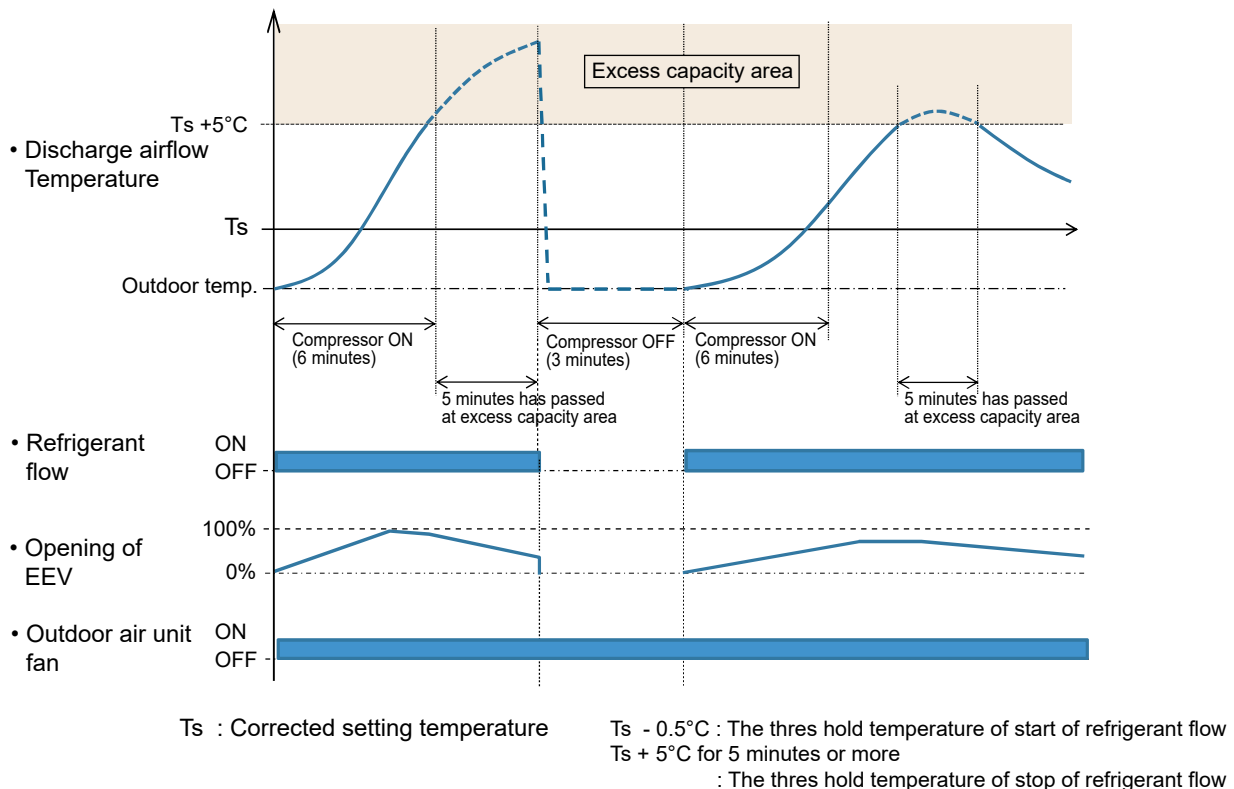 Excess capacity area
Ts +5°C
• Discharge airflow
Temperature
Ts
Outdoor temp.
Compressor ON
(6 minutes)
Compressor OFF
(3 minutes)
Compressor ON
(6 minutes)
5 minutes has passed
at excess capacity area
5 minutes has passed
at excess capacity area
• Refrigerant
flow
ON
OFF
• Opening of
EEV
100%
0%
• Outdoor air unit
fan
ON
OFF
Ts : Corrected setting temperature
Ts - 0.5°C : The thres hold temperature of start of refrigerant flow
Ts + 5°C for 5 minutes or more
: The thres hold temperature of stop of refrigerant flow